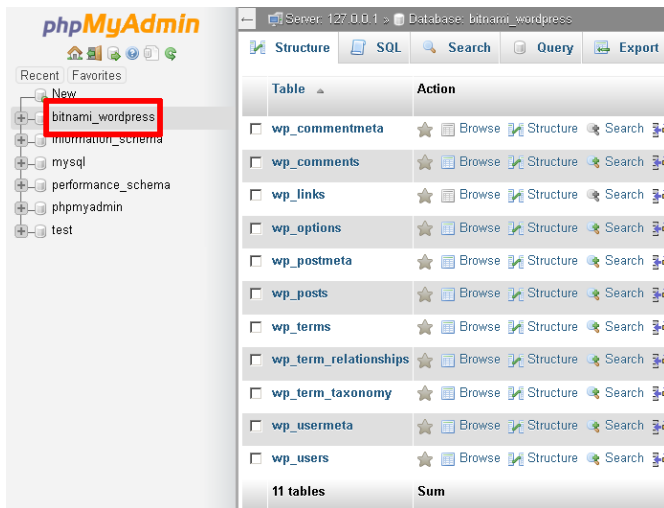 phpMyAdmin
Recent Favorites
New
bitnami_wordpress
information_schema
mysql
performance_schema
phpmyadmin
test
Server: 127.0.0.1 » Database: bitnami_wordpress
Structure SQL Search Query Export
Table Action
wp_commentmeta Browse Structure Search
wp_comments Browse Structure Search
wp_links Browse Structure Search
wp_options Browse Structure Search
wp_postmeta Browse Structure Search
wp_posts Browse Structure Search
wp_terms Browse Structure Search
wp_term_relationships Browse Structure Search
wp_term_taxonomy Browse Structure Search
wp_usermeta Browse Structure Search
wp_users Browse Structure Search
11 tables Sum